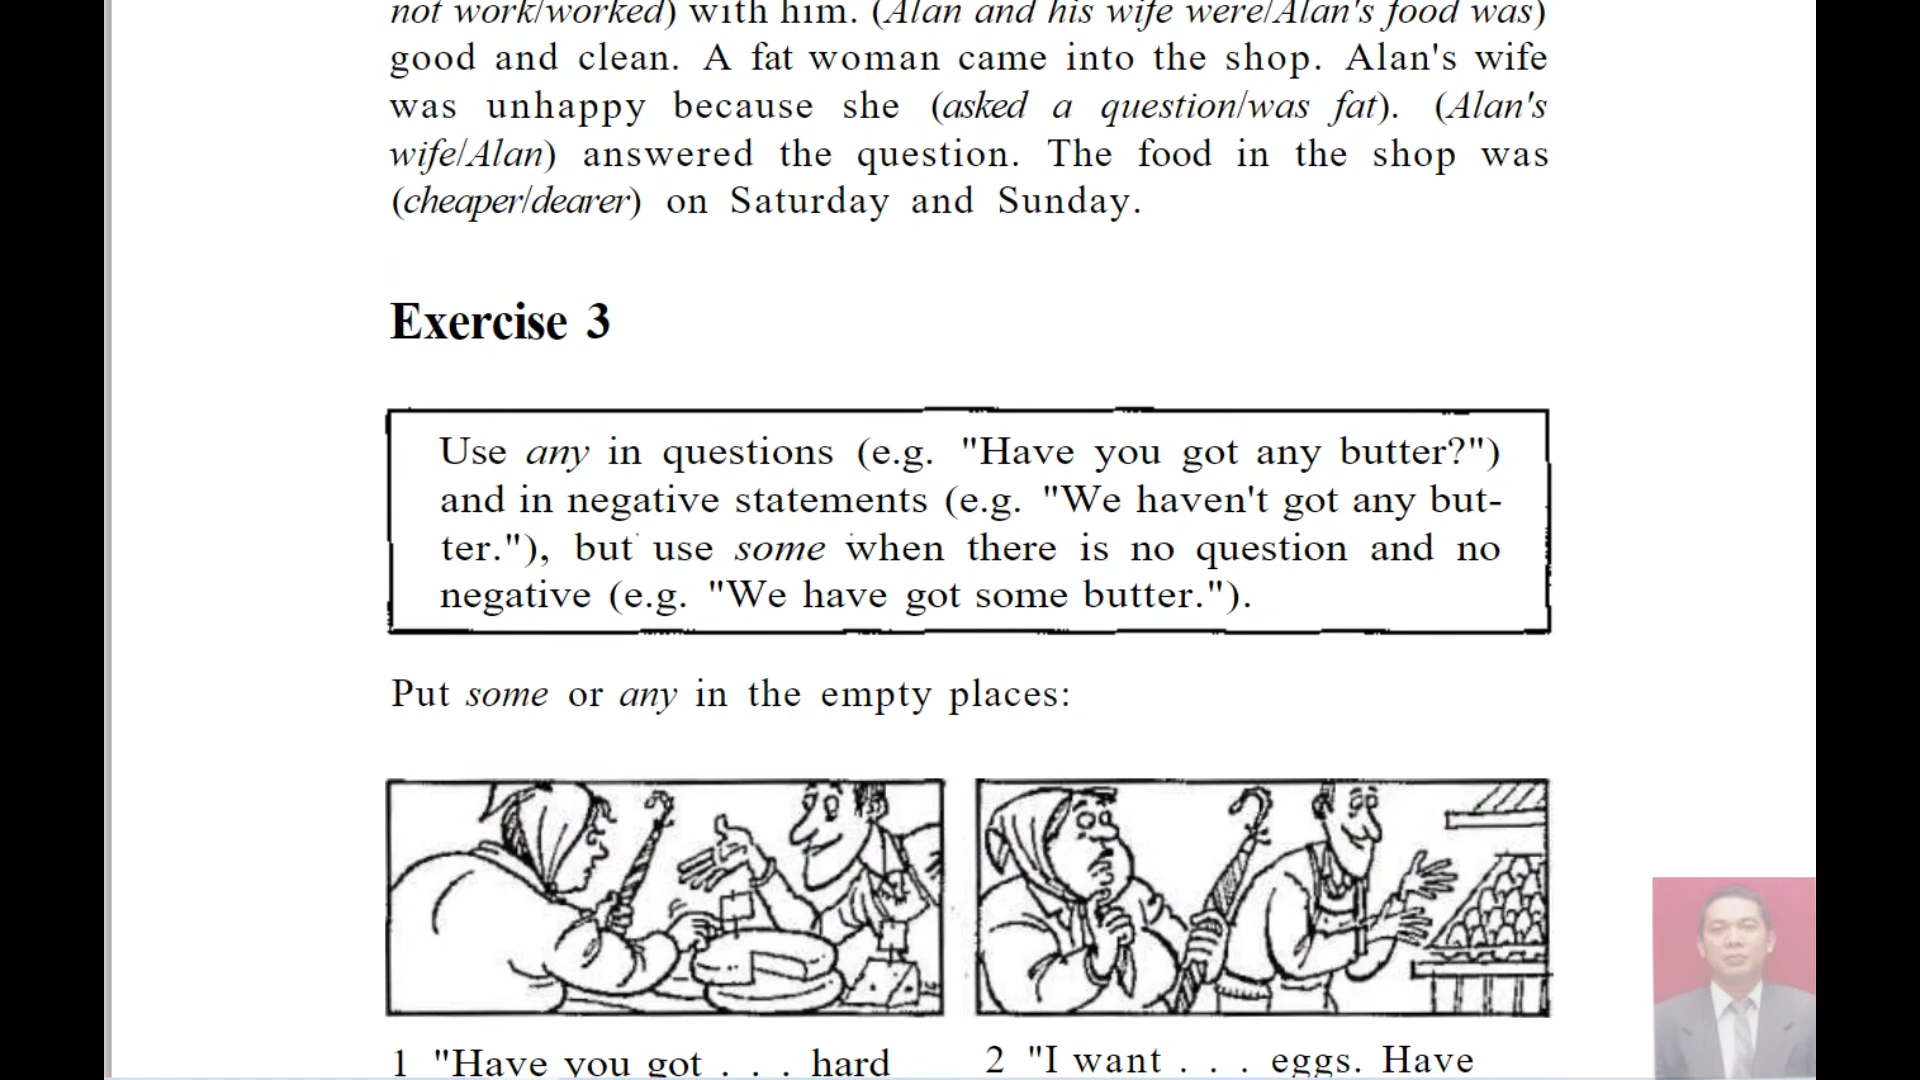 not work/worked) with him. (Alan and his wife were/Alan's food was)
good and clean. A fat woman came into the shop. Alan's wife
was unhappy because she (asked a question/was fat). (Alan's
wife/Alan) answered the question. The food in the shop was
(cheaper/dearer) on Saturday and Sunday.
Exercise 3
Use any in questions (e.g. "Have you got any butter?")
and in negative statements (e.g. "We haven't got any but-
ter."), but use some when there is no question and no
negative (e.g. "We have got some butter.").
Put some or any in the empty places:
1 "Have you got . . . hard
2 "I want . . . eggs. Have